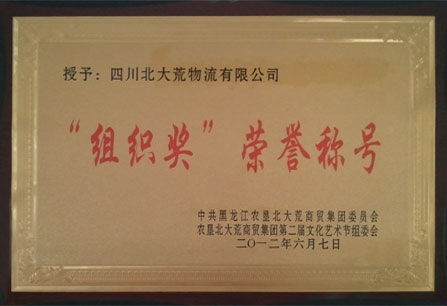 授予：四川北大荒物流有限公司
“组织奖”荣誉称号
中共黑龙江农垦北大荒商贸集团委员会
农垦北大荒商贸集团第二届文化艺术节组委会
二〇一二年六月七日